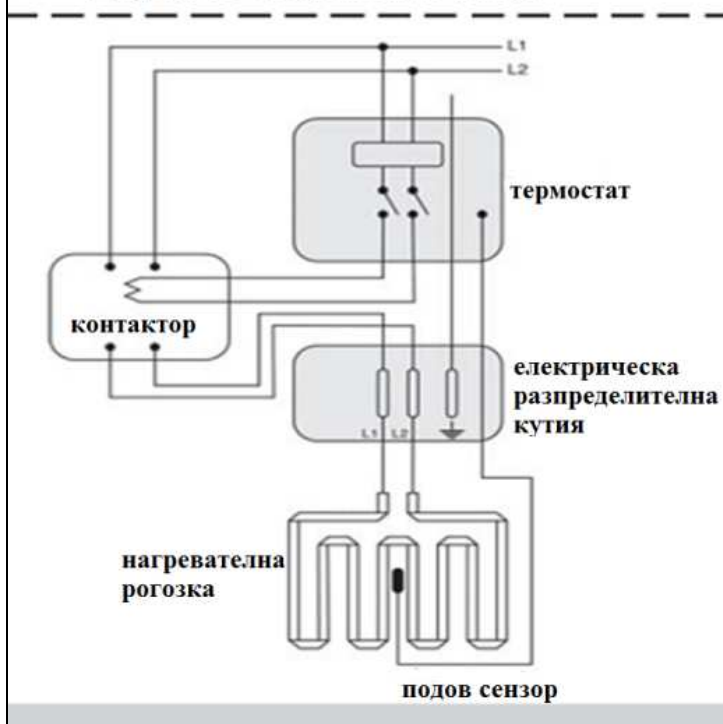 L1
L2
термостат
контактор
електрическа
разпределителна
кутия
L1 L2
нагревателна
рогозка
подов сензор